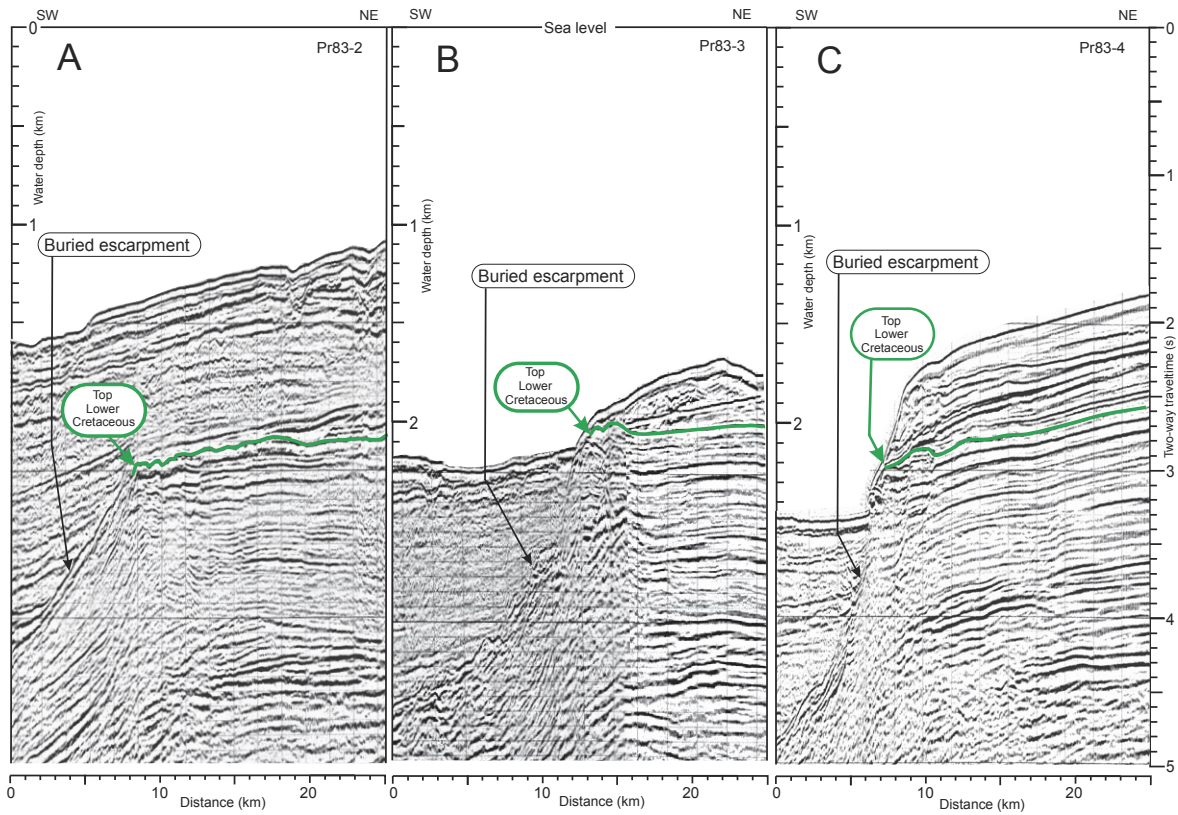 SW
SW
Sea level
NE
SW
NE
0
A
Pr83-2
B
Pr83-3
C
Pr83-4
0
Water depth (km)
1
Buried escarpment
Top
Lower
Cretaceous
1
Water depth (km)
2
Buried escarpment
Top
Lower
Cretaceous
1
Water depth (km)
2
Buried escarpment
Top
Lower
Cretaceous
1
2
3
4
5
Two-way traveltime (s)
0
10
20
Distance (km)
0
10
20
Distance (km)
0
10
20
Distance (km)